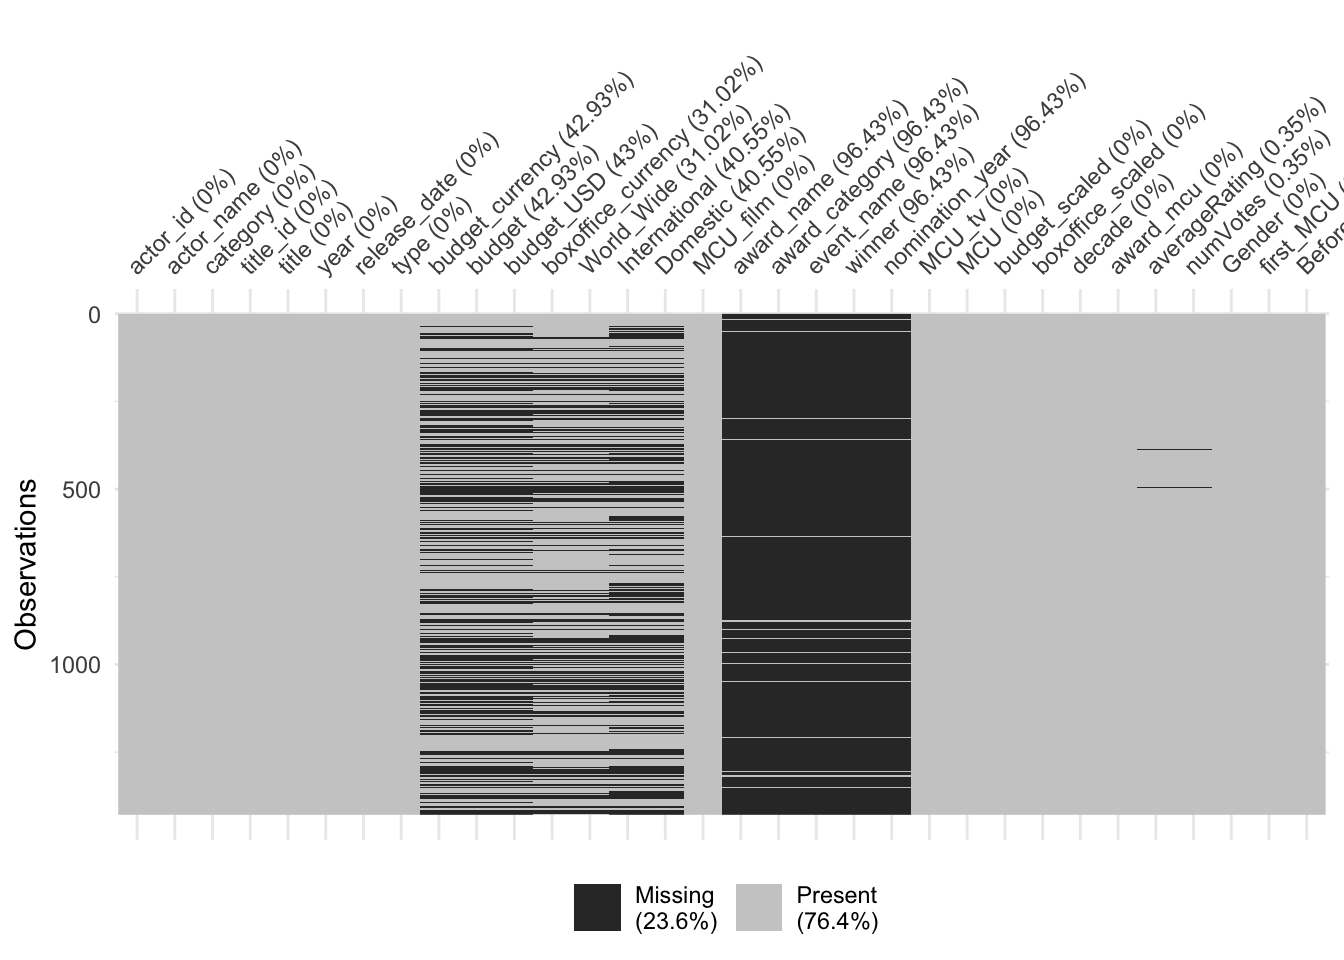 actor_id (0%)
actor_name (0%)
category (0%)
title_id (0%)
title (0%)
year (0%)
release_date (0%)
type (0%)
budget_currency (42.93%)
budget (42.93%)
budget_USD (43%)
boxoffice_currency (31.02%)
World_Wide (31.02%)
International (40.55%)
Domestic (40.55%)
MCU_film (0%)
award_name (96.43%)
award_category (96.43%)
event_name (96.43%)
winner (96.43%)
nomination_year (96.43%)
MCU_tv (0%)
MCU (0%)
budget_scaled (0%)
boxoffice_scaled (0%)
decade (0%)
award_mcu (0%)
averageRating (0.35%)
numVotes (0.35%)
Gender (0%)
first_MCU
Before
0
500
1000
Observations
Missing
(23.6%)
Present
(76.4%)